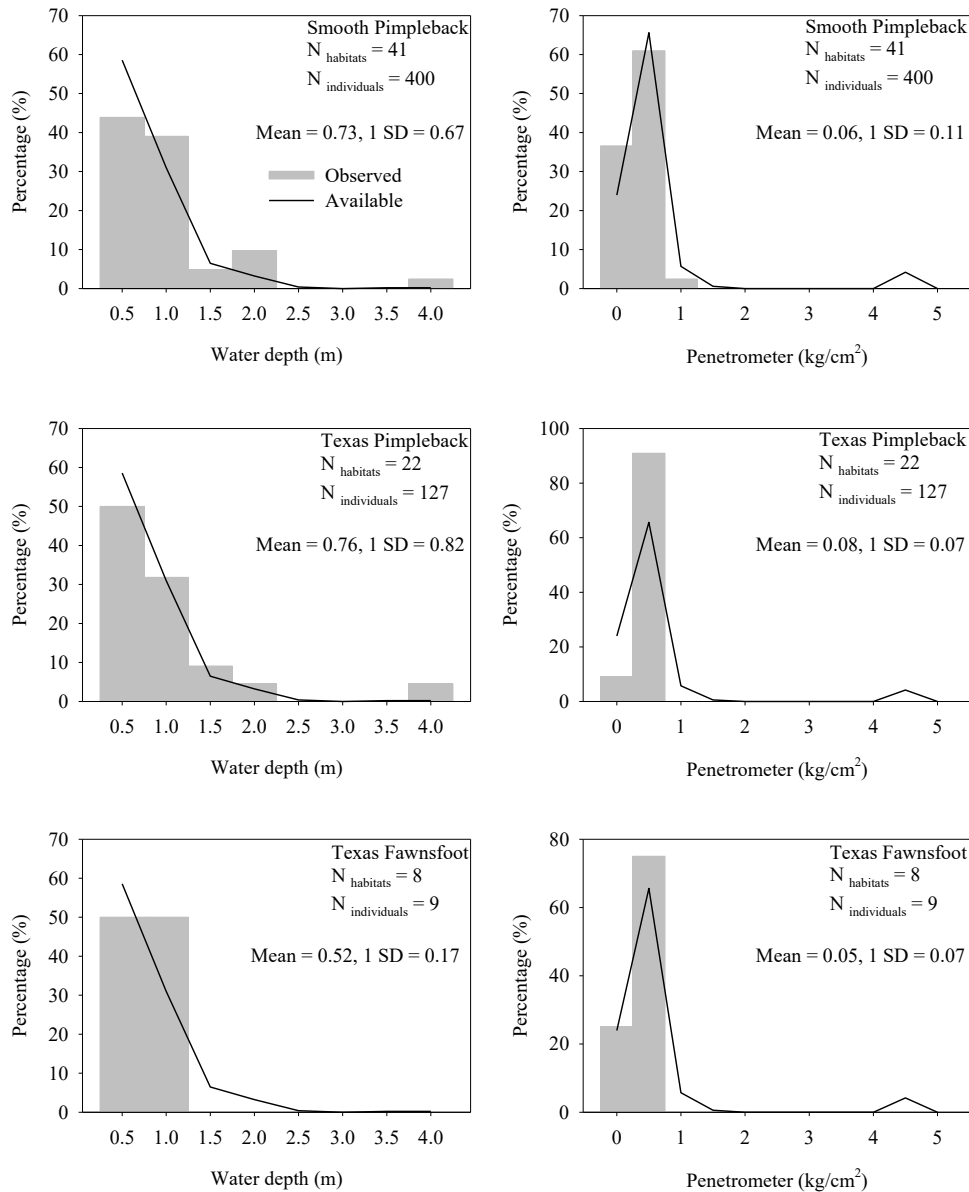 Smooth Pimpleback
N habitats = 41
N individuals = 400
Mean = 0.73, 1 SD = 0.67
Observed
Available
Percentage (%)
70
60
50
40
30
20
10
0
0.5 1.0 1.5 2.0 2.5 3.0 3.5 4.0
Water depth (m)
Smooth Pimpleback
N habitats = 41
N individuals = 400
Mean = 0.06, 1 SD = 0.11
Percentage (%)
70
60
50
40
30
20
10
0
0 1 2 3 4 5
Penetrometer (kg/cm²)
Texas Pimpleback
N habitats = 22
N individuals = 127
Mean = 0.76, 1 SD = 0.82
Percentage (%)
70
60
50
40
30
20
10
0
0.5 1.0 1.5 2.0 2.5 3.0 3.5 4.0
Water depth (m)
Texas Pimpleback
N habitats = 22
N individuals = 127
Mean = 0.08, 1 SD = 0.07
Percentage (%)
100
80
60
40
20
0
0 1 2 3 4 5
Penetrometer (kg/cm²)
Texas Fawnsfoot
N habitats = 8
N individuals = 9
Mean = 0.52, 1 SD = 0.17
Percentage (%)
70
60
50
40
30
20
10
0
0.5 1.0 1.5 2.0 2.5 3.0 3.5 4.0
Water depth (m)
Texas Fawnsfoot
N habitats = 8
N individuals = 9
Mean = 0.05, 1 SD = 0.07
Percentage (%)
80
60
40
20
0
0 1 2 3 4 5
Penetrometer (kg/cm²)